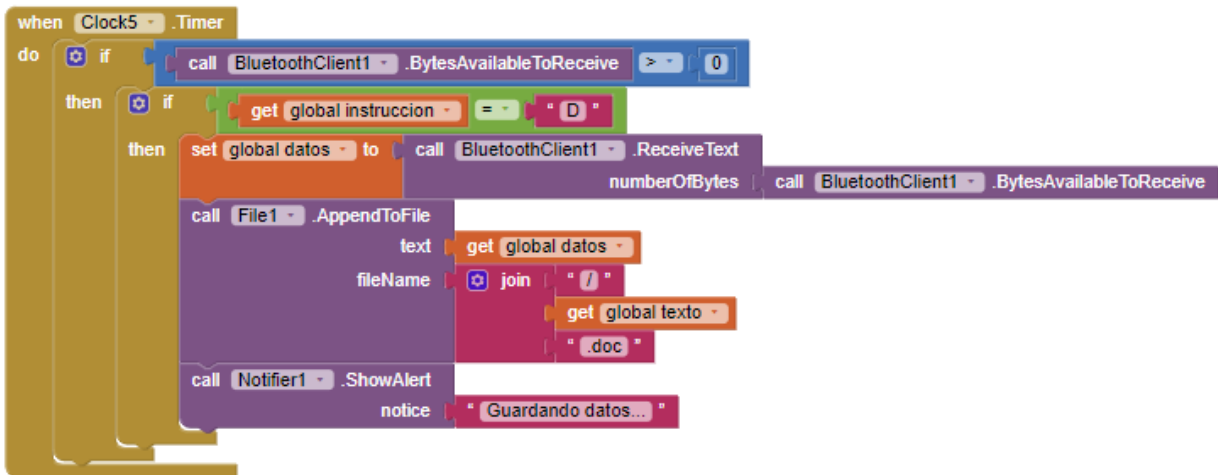 when Clock5 .Timer
do if call BluetoothClient1 .BytesAvailableToReceive > 0
then if get global instruccion = " D "
then set global datos to call BluetoothClient1 .ReceiveText
numberOfBytes call BluetoothClient1 .BytesAvailableToReceive
call File1 .AppendToFile
text get global datos
fileName join " / "
get global texto
" .doc "
call Notifier1 .ShowAlert
notice " Guardando datos... "